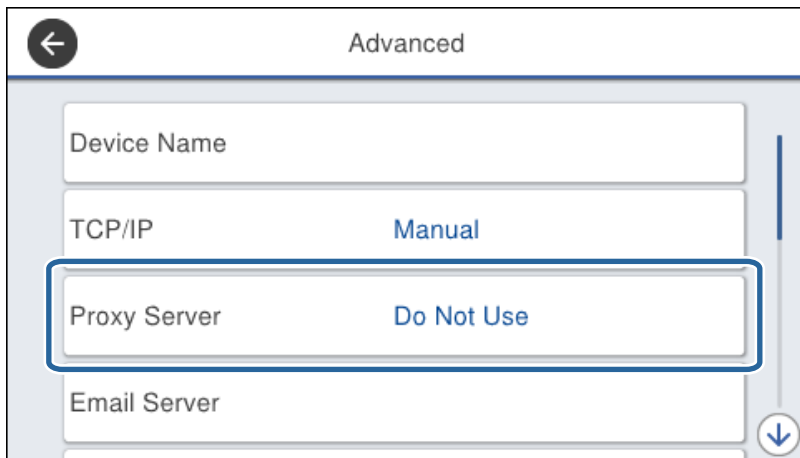 Advanced
Device Name
TCP/IP Manual
Proxy Server Do Not Use
Email Server